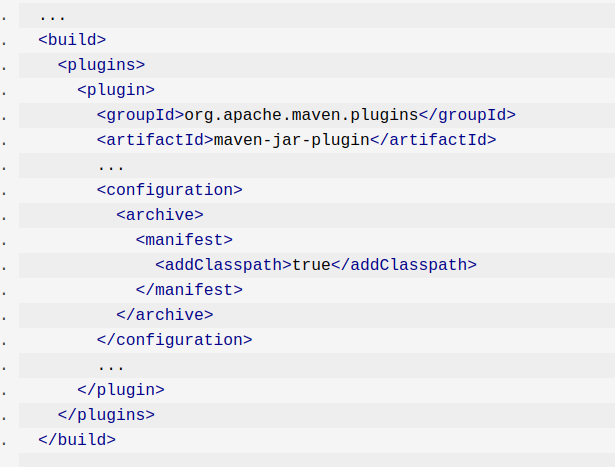 ...
<build>
<plugins>
<plugin>
<groupId>org.apache.maven.plugins</groupId>
<artifactId>maven-jar-plugin</artifactId>
...
<configuration>
<archive>
<manifest>
<addClasspath>true</addClasspath>
</manifest>
</archive>
</configuration>
...
</plugin>
</plugins>
</build>